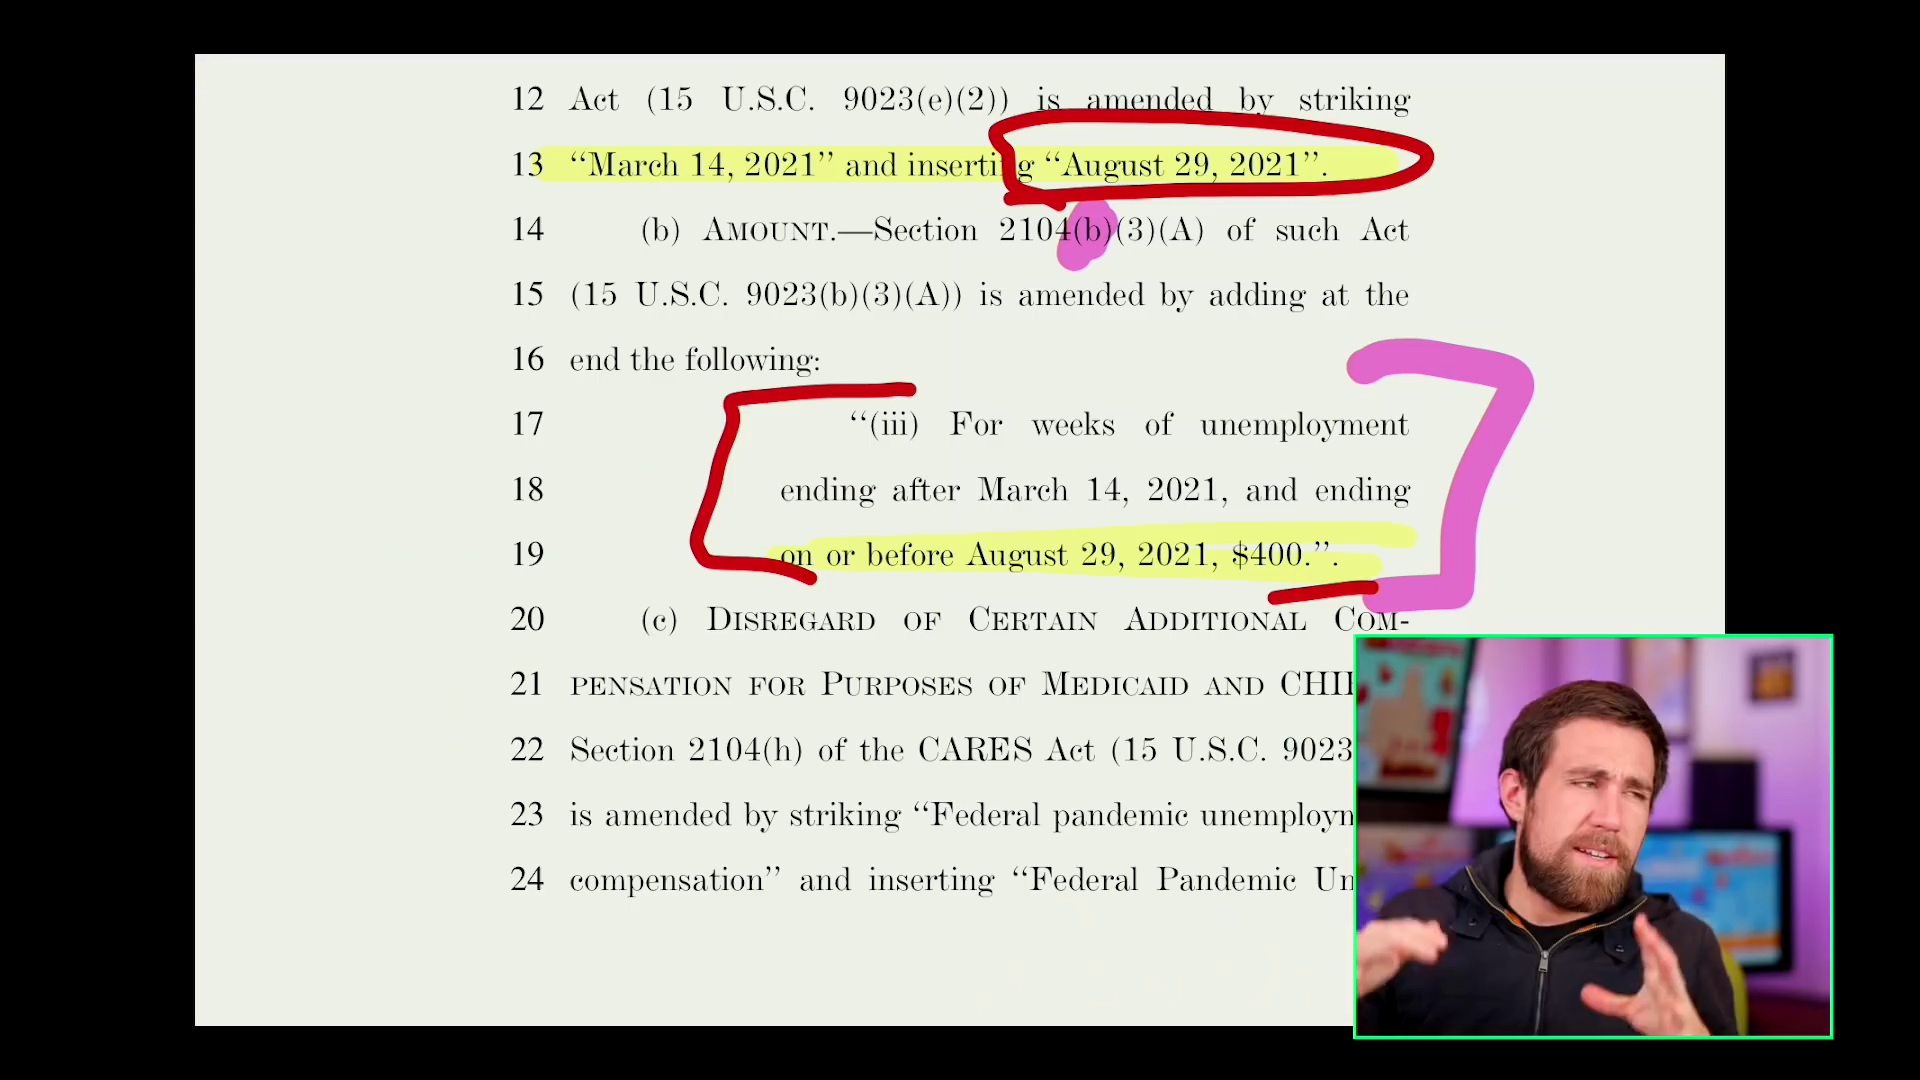 12 Act (15 U.S.C. 9023(e)(2)) is amended by striking
13 ‘‘March 14, 2021’’ and inserting ‘‘August 29, 2021’’.
14 (b) AMOUNT.—Section 2104(b)(3)(A) of such Act
15 (15 U.S.C. 9023(b)(3)(A)) is amended by adding at the
16 end the following:
17 ‘‘(iii) For weeks of unemployment
18 ending after March 14, 2021, and ending
19 on or before August 29, 2021, $400.’’.
20 (c) DISREGARD OF CERTAIN ADDITIONAL COM-
21 PENSATION FOR PURPOSES OF MEDICAID AND
22 Section 2104(h) of the CARES Act (15 U.S.C. 9023
23 is amended by striking ‘‘Federal pandemic
24 compensation’’ and inserting ‘‘Federal Pandemic